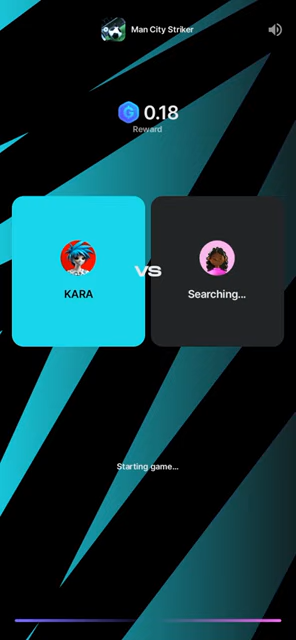 Man City Striker
0.18
Reward
KARA
VS
Searching...
Starting game...